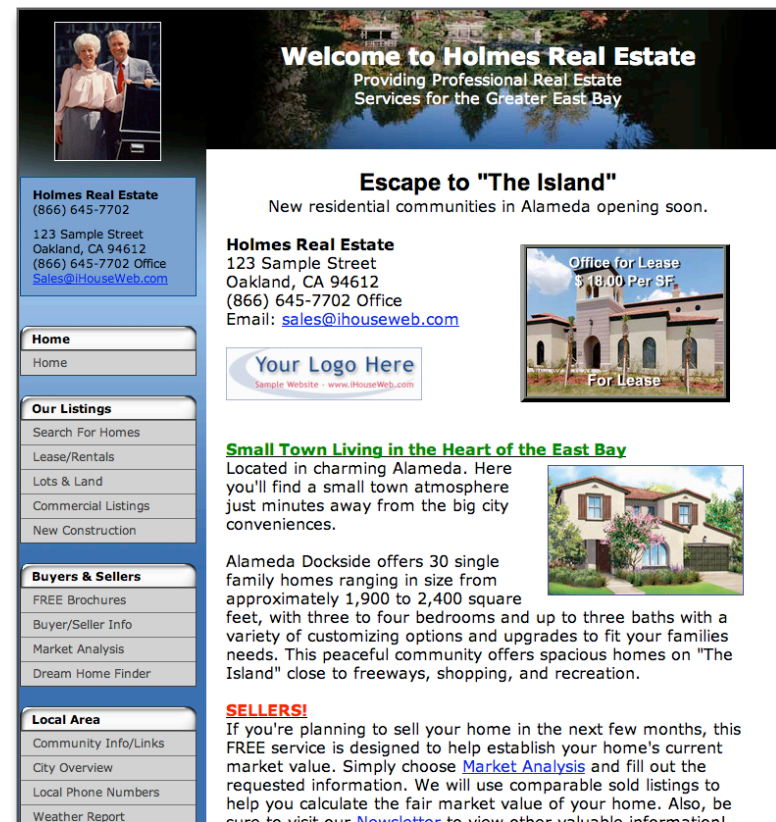 Welcome to Holmes Real Estate
Providing Professional Real Estate
Services for the Greater East Bay
Holmes Real Estate
(866) 645-7702
123 Sample Street
Oakland, CA 94612
(866) 645-7702 Office
Sales@iHouseWeb.com
Home
Home
Our Listings
Search For Homes
Lease/Rentals
Lots & Land
Commercial Listings
New Construction
Buyers & Sellers
FREE Brochures
Buyer/Seller Info
Market Analysis
Dream Home Finder
Local Area
Community Info/Links
City Overview
Local Phone Numbers
Weather Report
Escape to "The Island"
New residential communities in Alameda opening soon.
Holmes Real Estate
123 Sample Street
Oakland, CA 94612
(866) 645-7702 Office
Email: sales@ihouseweb.com
Your Logo Here
Sample Website - www.iHouseWeb.com
Office for Lease
$ 18.00 Per SF
For Lease
Small Town Living in the Heart of the East Bay
Located in charming Alameda. Here
you'll find a small town atmosphere
just minutes away from the big city
conveniences.
Alameda Dockside offers 30 single
family homes ranging in size from
approximately 1,900 to 2,400 square
feet, with three to four bedrooms and up to three baths with a
variety of customizing options and upgrades to fit your families
needs. This peaceful community offers spacious homes on "The
Island" close to freeways, shopping, and recreation.
SELLERS!
If you're planning to sell your home in the next few months, this
FREE service is designed to help establish your home's current
market value. Simply choose Market Analysis and fill out the
requested information. We will use comparable sold listings to
help you calculate the fair market value of your home. Also, be
sure to visit our Newsletter to view other valuable information!